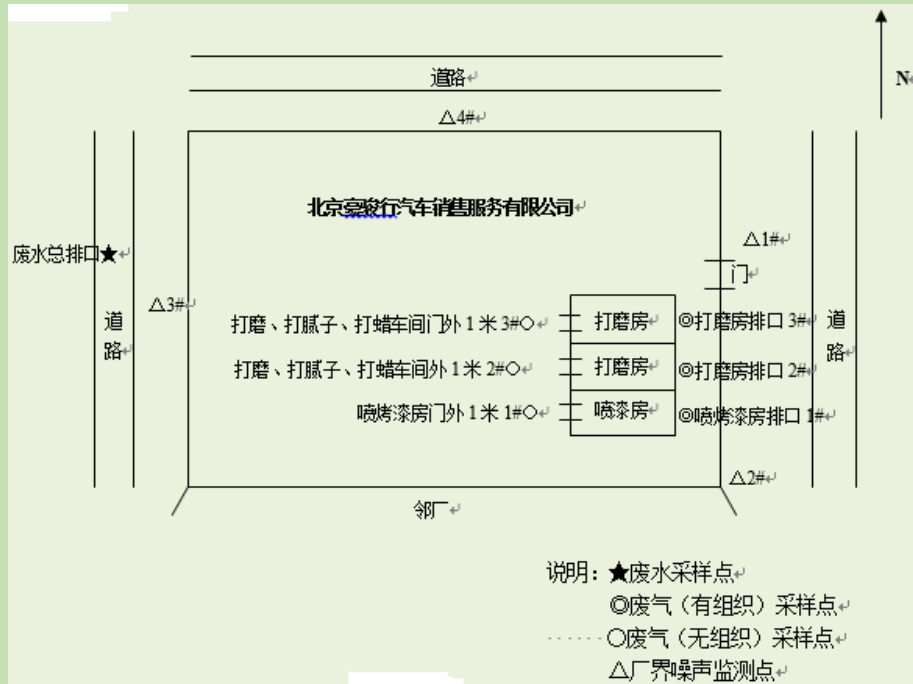 道路
N
△4#
北京豪骏行汽车销售服务有限公司
△1#
废水总排口★
门
△3#
道路
打磨、打腻子、打蜡车间门外1米 3#○
打磨房
◎打磨房排口 3#
道路
打磨、打腻子、打蜡车间外1米 2#○
打磨房
◎打磨房排口 2#
喷烤漆房门外1米 1#○
喷漆房
◎喷烤漆房排口 1#
△2#
邻厂
说明：★废水采样点
◎废气（有组织）采样点
○废气（无组织）采样点
△厂界噪声监测点